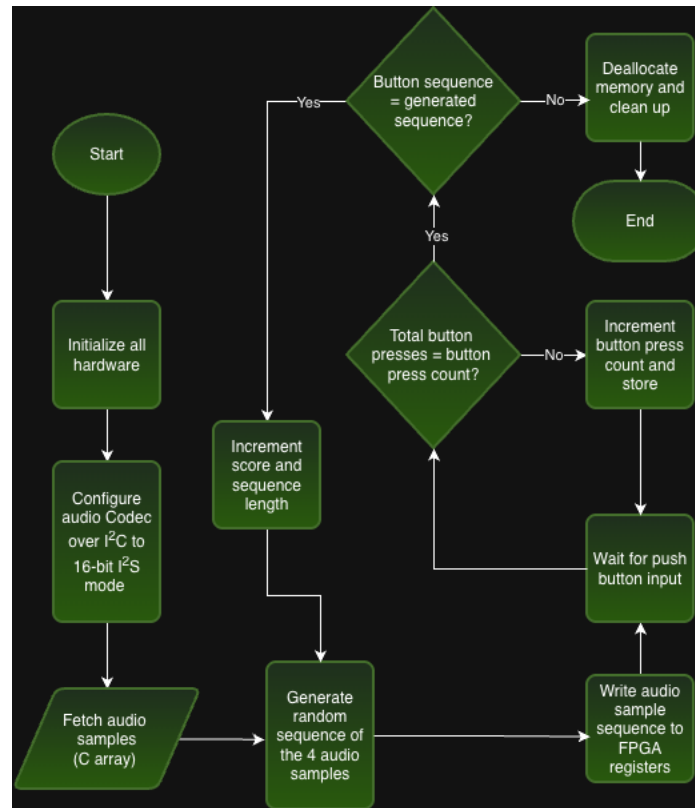 Start
Initialize all
hardware
Configure
audio Codec
over I²C to
16-bit I²S
mode
Fetch audio
samples
(C array)
Generate
random
sequence of
the 4 audio
samples
Write audio
sample
sequence to
FPGA
registers
Wait for push
button input
Total button
presses = button
press count?
No
Increment
button press
count and
store
Yes
Button sequence
= generated
sequence?
Yes
Increment
score and
sequence
length
No
Deallocate
memory and
clean up
End